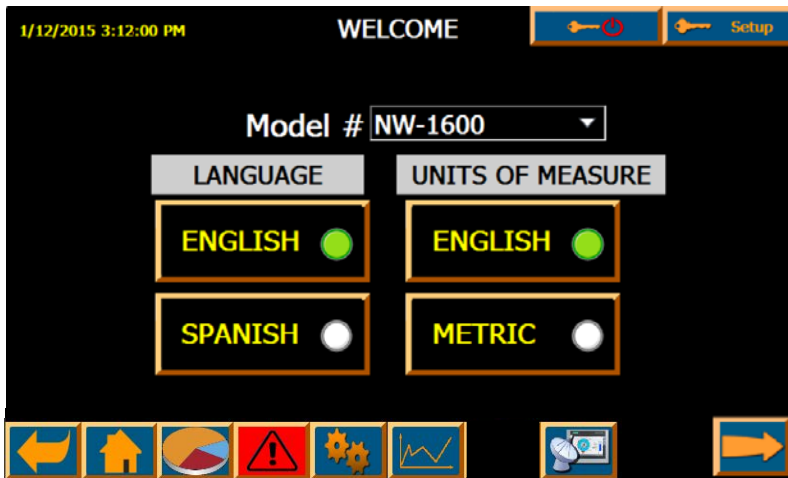 1/12/2015 3:12:00 PM
WELCOME
Setup
Model # NW-1600
LANGUAGE
UNITS OF MEASURE
ENGLISH
ENGLISH
SPANISH
METRIC